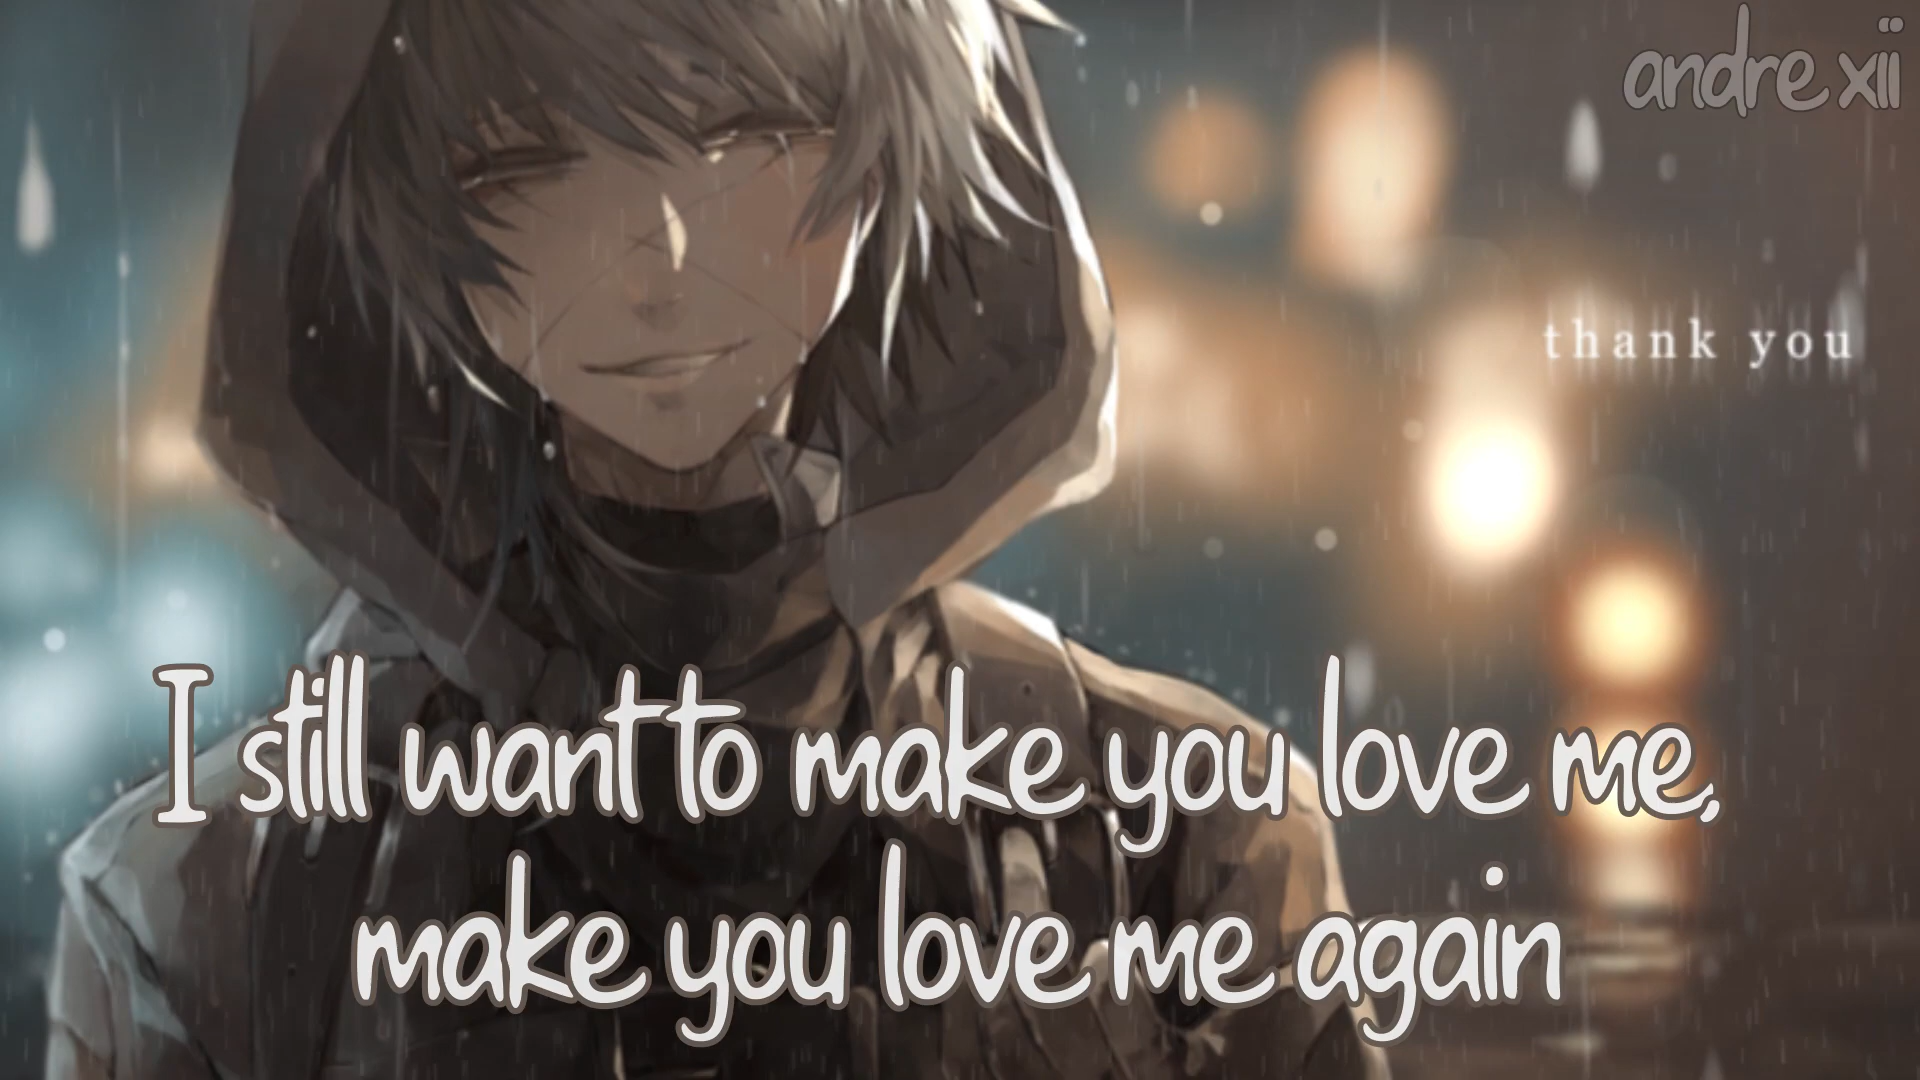 andre xii
thank you
I still want to make you love me,
make you love me again